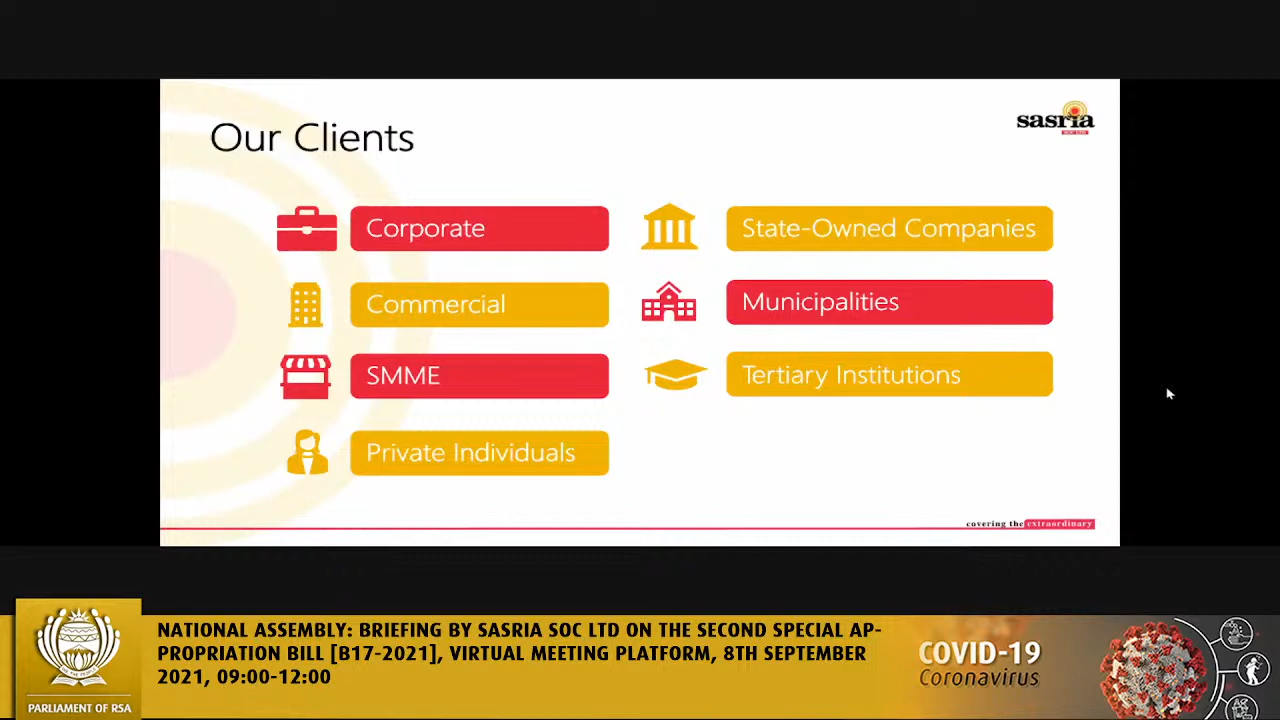 Our Clients
sasria
SOC LTD
Corporate
Commercial
SMME
Private Individuals
State-Owned Companies
Municipalities
Tertiary Institutions
covering the extraordinary
NATIONAL ASSEMBLY: BRIEFING BY SASRIA SOC LTD ON THE SECOND SPECIAL AP-
PROPRIATION BILL [B17-2021], VIRTUAL MEETING PLATFORM, 8TH SEPTEMBER
2021, 09:00-12:00
PARLIAMENT OF RSA
COVID-19
Coronavirus